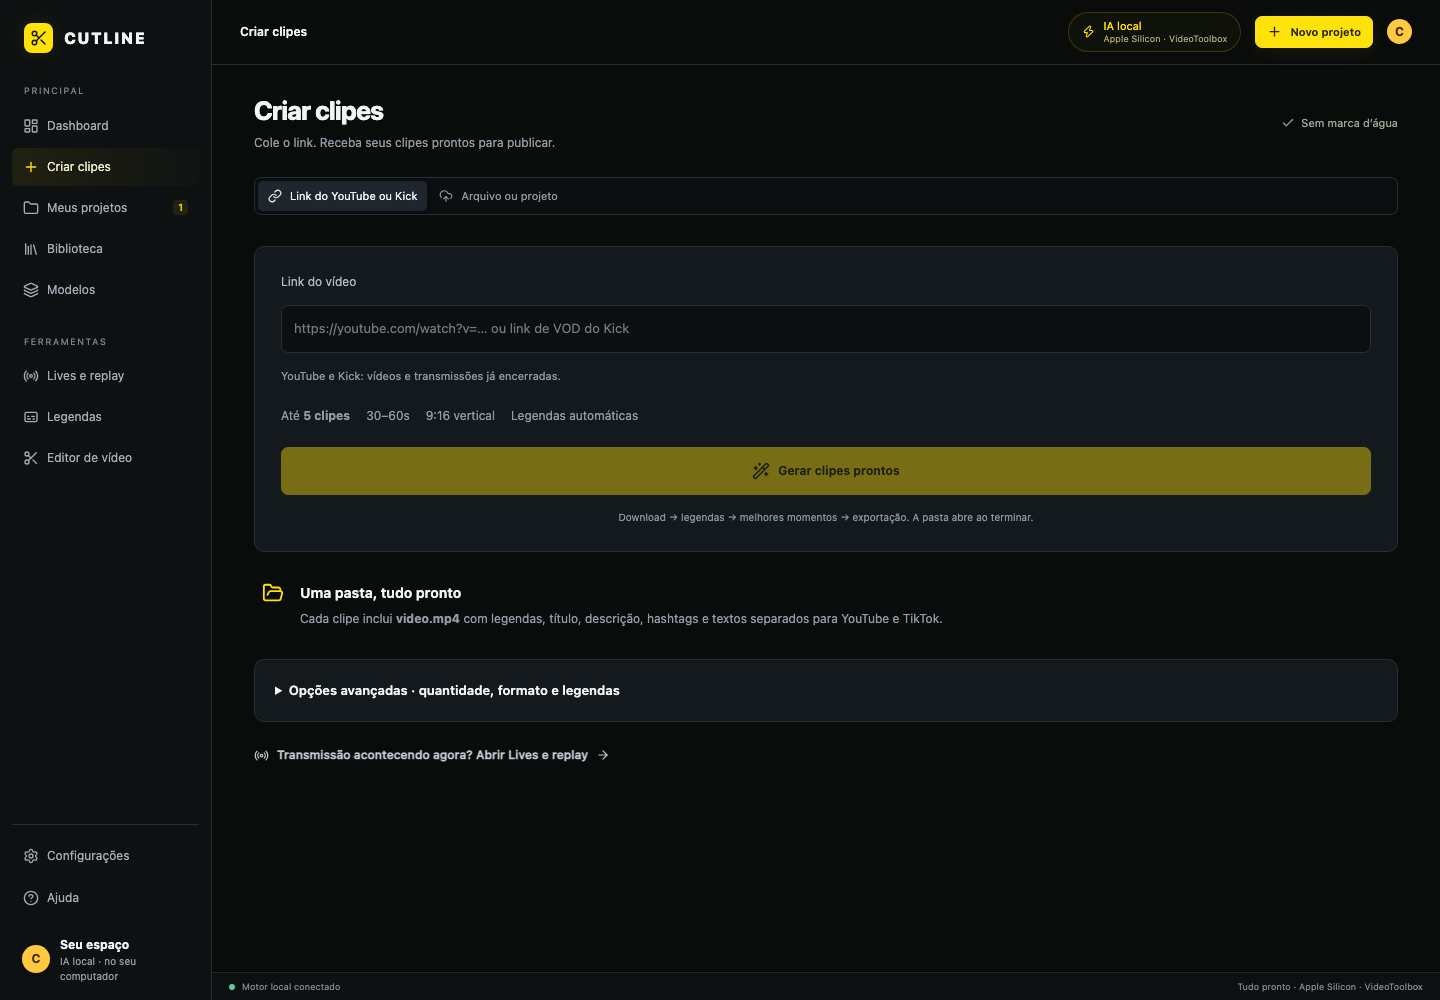 CUTLINE
PRINCIPAL
Dashboard
Criar clipes
Meus projetos
1
Biblioteca
Modelos
FERRAMENTAS
Lives e replay
Legendas
Editor de vídeo
Configurações
Ajuda
C
Seu espaço
IA local · no seu
computador
Criar clipes
IA local
Apple Silicon · VideoToolbox
Novo projeto
C
Criar clipes
Cole o link. Receba seus clipes prontos para publicar.
Sem marca d'água
Link do YouTube ou Kick
Arquivo ou projeto
Link do vídeo
https://youtube.com/watch?v=... ou link de VOD do Kick
YouTube e Kick: vídeos e transmissões já encerradas.
Até 5 clipes 30–60s 9:16 vertical Legendas automáticas
Gerar clipes prontos
Download → legendas → melhores momentos → exportação. A pasta abre ao terminar.
Uma pasta, tudo pronto
Cada clipe inclui video.mp4 com legendas, título, descrição, hashtags e textos separados para YouTube e TikTok.
Opções avançadas · quantidade, formato e legendas
Transmissão acontecendo agora? Abrir Lives e replay →
Motor local conectado
Tudo pronto · Apple Silicon · VideoToolbox